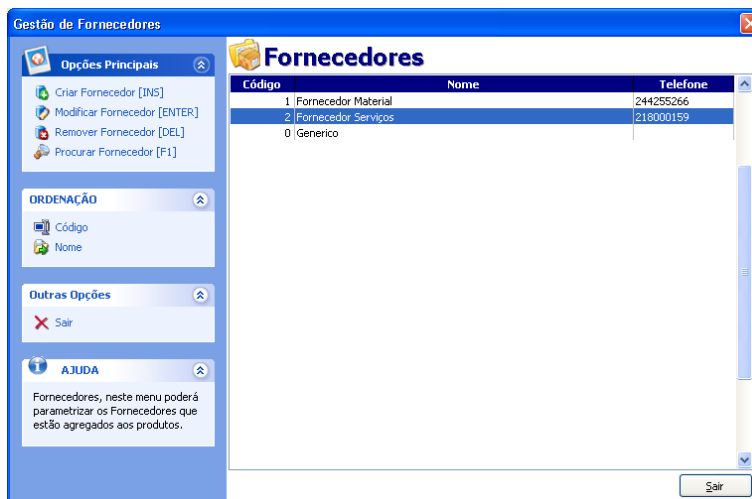 Gestão de Fornecedores
Opções Principais
Criar Fornecedor [INS]
Modificar Fornecedor [ENTER]
Remover Fornecedor [DEL]
Procurar Fornecedor [F1]
ORDENAÇÃO
Código
Nome
Outras Opções
Sair
AJUDA
Fornecedores, neste menu poderá
parametrizar os Fornecedores que
estão agregados aos produtos.
Fornecedores
Código Nome Telefone
1 Fornecedor Material 244255266
2 Fornecedor Serviços 218000159
0 Generico
Sair